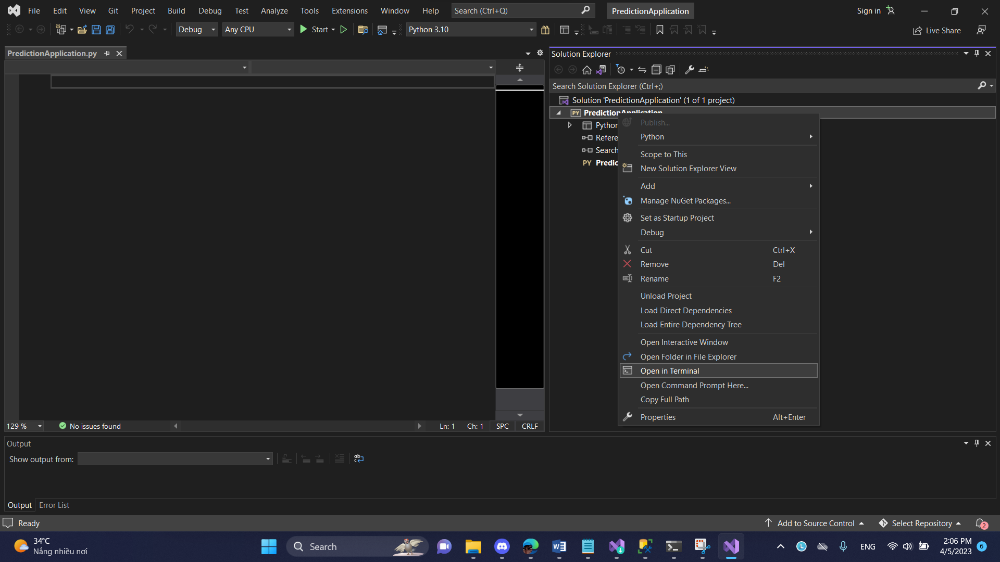 File Edit View Git Project Build Debug Test Analyze Tools Extensions Window Help Search (Ctrl+Q) PredictionApplication Sign in
Debug Any CPU Start Python 3.10 Live Share
PredictionApplication.py
Solution Explorer
Search Solution Explorer (Ctrl+;)
Solution 'PredictionApplication' (1 of 1 project)
PY PredictionApplication
Python
Refere
Search
PY Predic
Publish...
Python
Scope to This
New Solution Explorer View
Add
Manage NuGet Packages...
Set as Startup Project
Debug
Cut Ctrl+X
Remove Del
Rename F2
Unload Project
Load Direct Dependencies
Load Entire Dependency Tree
Open Interactive Window
Open Folder in File Explorer
Open in Terminal
Open Command Prompt Here...
Copy Full Path
Properties Alt+Enter
129 % No issues found Ln: 1 Ch: 1 SPC CRLF
Output
Show output from:
Output Error List
Ready Add to Source Control Select Repository 2
34°C
Nắng nhiều nơi
Search
ENG
2:06 PM
4/5/2023
6